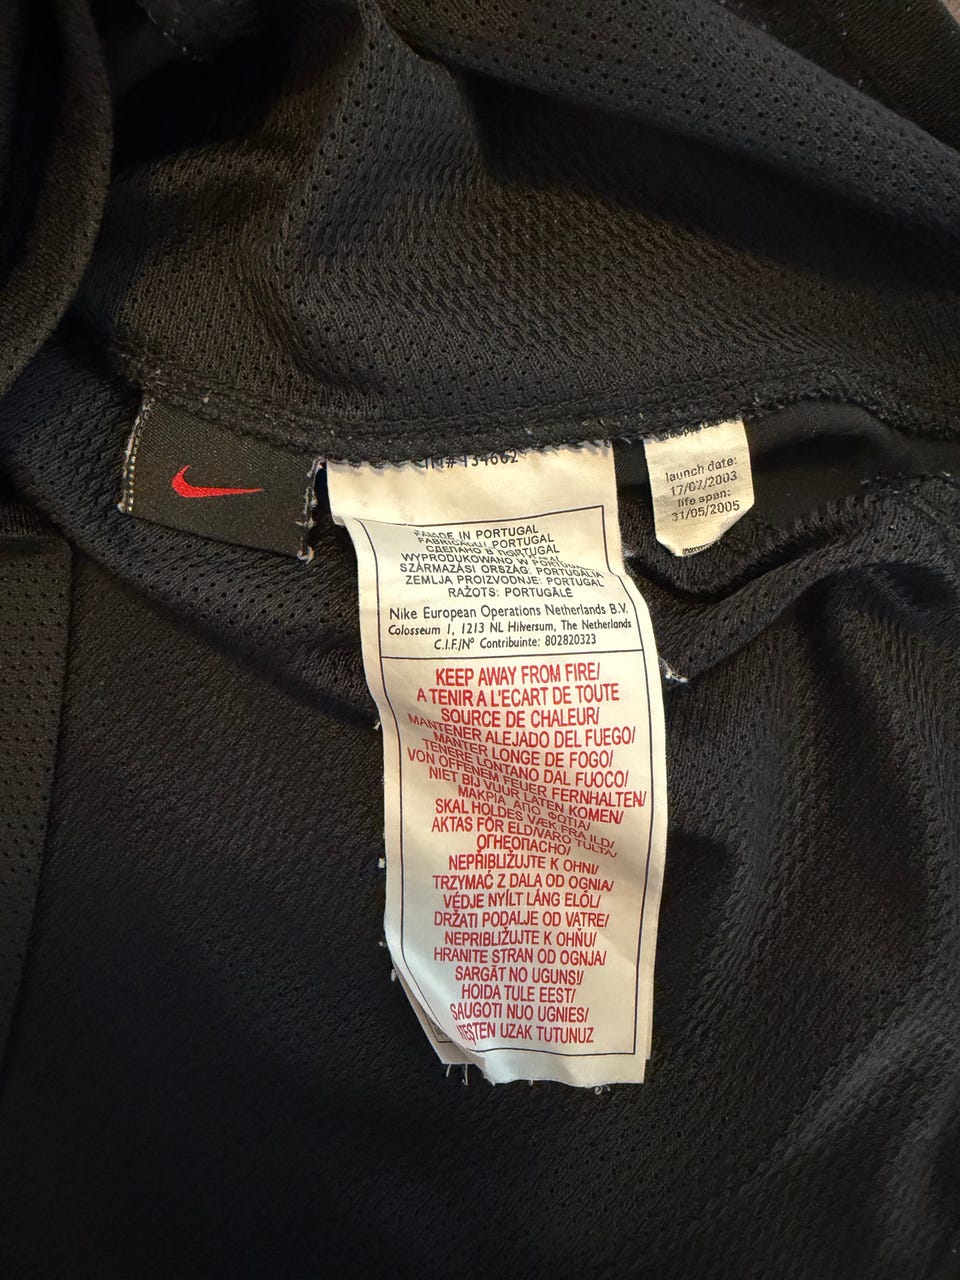 MADE IN PORTUGAL
PORTUGAL
СДЕЛАНО В
WYPRODUKOWANO W
SZÁRMAZÁSI ORSZÁG: PORTUGÁLIA
ZEMLJA PROIZVODNJE: PORTUGAL
RAŽOTS: PORTUGĀLĒ
Nike European Operations Netherlands B.V.
Colosseum 1, 1213 NL Hilversum, The Netherlands
C.I.F./Nº Contribuinte: 802820323
KEEP AWAY FROM FIRE/
A TENIR A L'ECART DE TOUTE
SOURCE DE CHALEUR/
MANTENER ALEJADO DEL FUEGO/
MANTER LONGE DE FOGO/
TENERE LONTANO DAL FUOCO/
VON OFFENEM FEUER FERNHALTEN/
NIET BIJ VUUR LATEN KOMEN/
ΜΑΚΡΙΑ ΑΠΟ ΦΩΤΙΑ/
SKAL HOLDES VÆK FRA ILD/
AKTAS FÖR ELD/VARO TULTA/
ОГНЕОПАСНО/
NEPŘIBLIŽUJTE K OHNI/
TRZYMAĆ Z DALA OD OGNIA/
VÉDJE NYÍLT LÁNG ELŐL/
DRŽATI PODALJE OD VATRE/
NEPRIBLIŽUJTE K OHŇU/
HRANITE STRAN OD OGNJA/
SARGĀT NO UGUNS!/
HOIDA TULE EEST/
SAUGOTI NUO UGNIES/
ATEŞTEN UZAK TUTUNUZ
launch date:
17/07/2003
life span:
31/05/2005